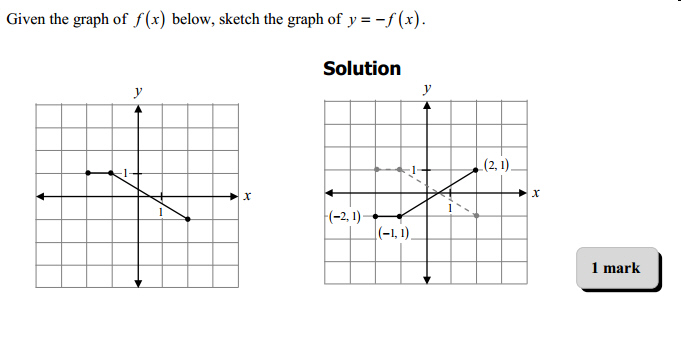 Given the graph of f(x) below, sketch the graph of y = −f(x).
Solution
y
1
x
1
y
1
(2, 1)
x
(−2, 1)
1
(−1, 1)
1 mark